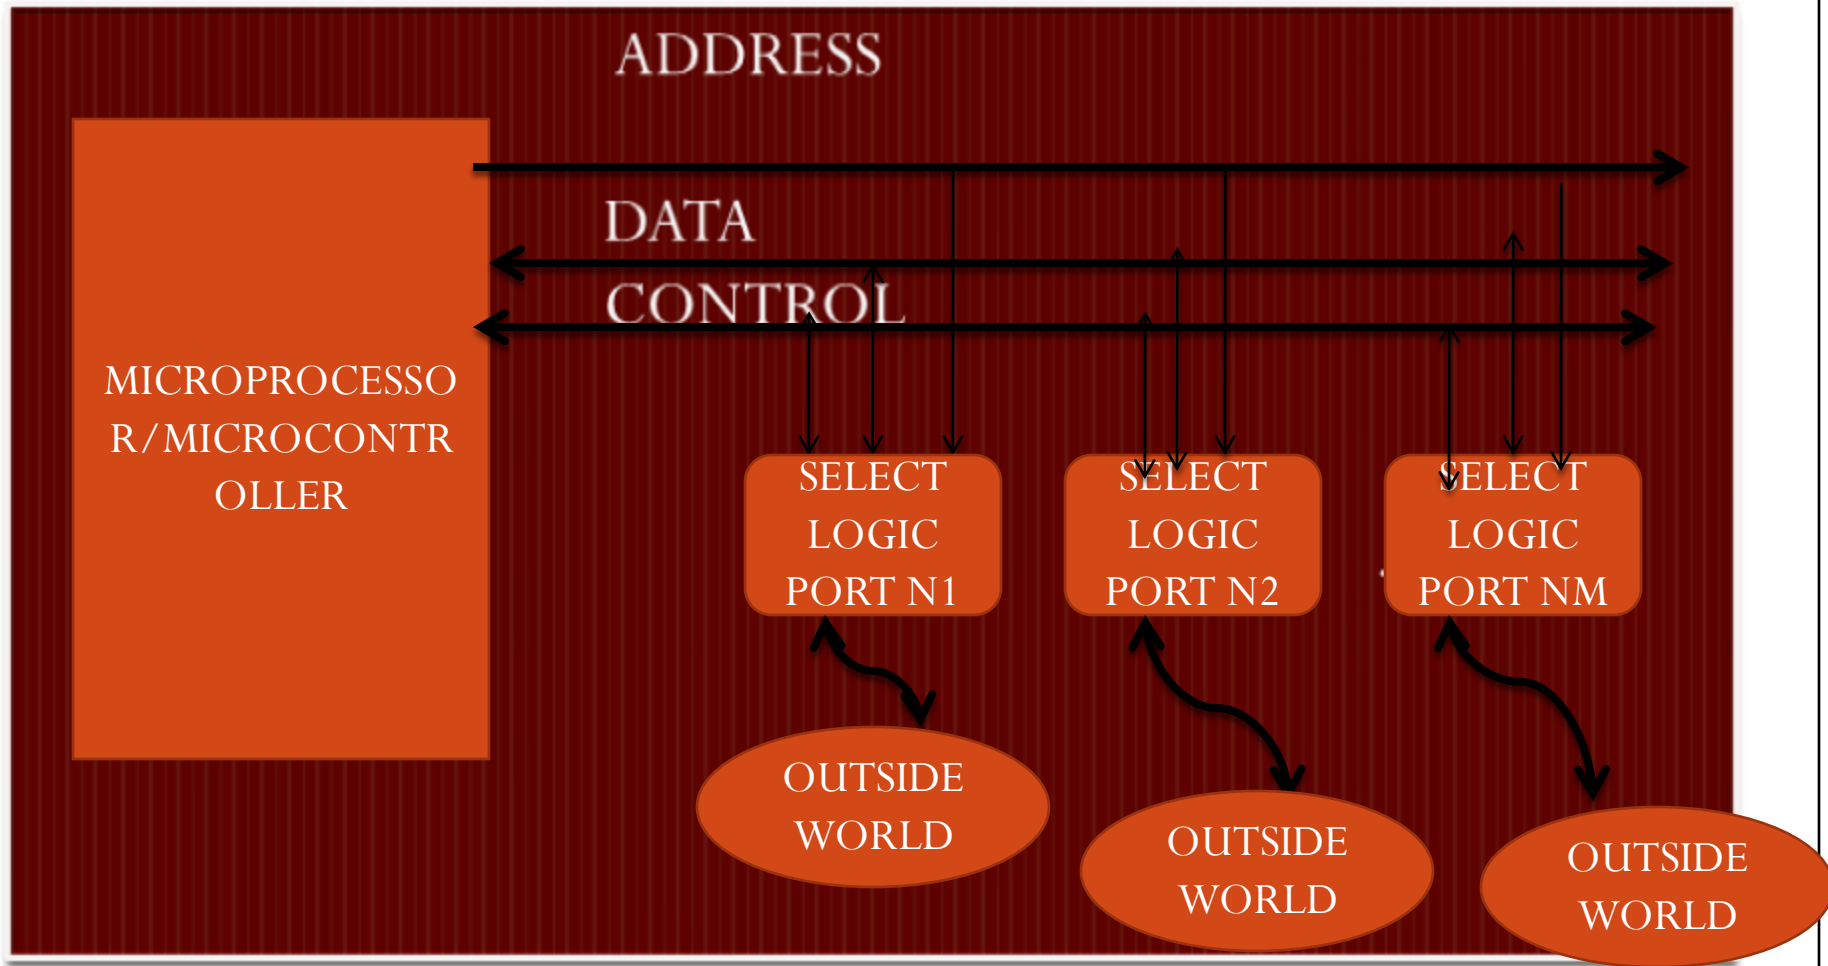 ADDRESS
DATA
CONTROL
MICROPROCESSO
R/MICROCONTR
OLLER
SELECT
LOGIC
PORT N1
SELECT
LOGIC
PORT N2
SELECT
LOGIC
PORT NM
OUTSIDE
WORLD
OUTSIDE
WORLD
OUTSIDE
WORLD